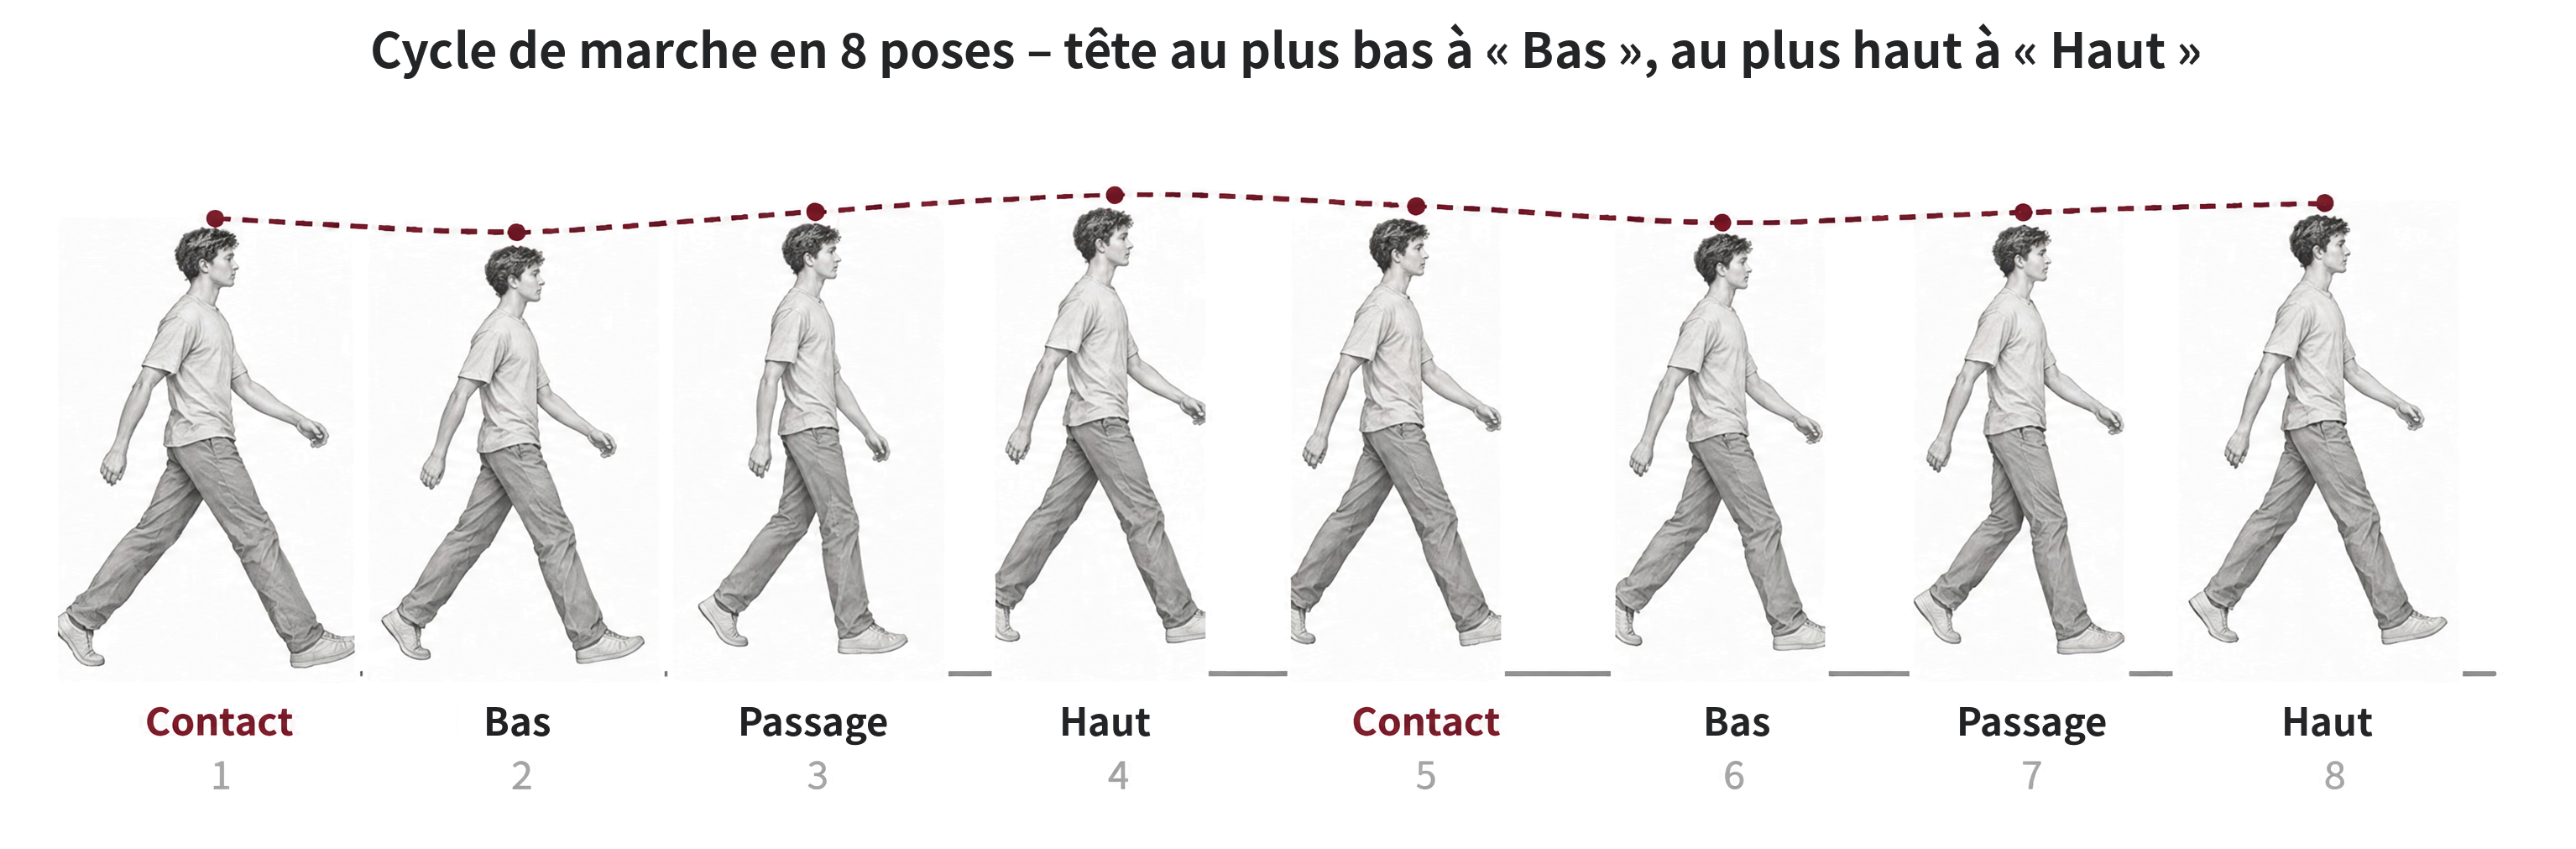 Cycle de marche en 8 poses – tête au plus bas à « Bas », au plus haut à « Haut »
Contact Bas Passage Haut Contact Bas Passage Haut
1 2 3 4 5 6 7 8